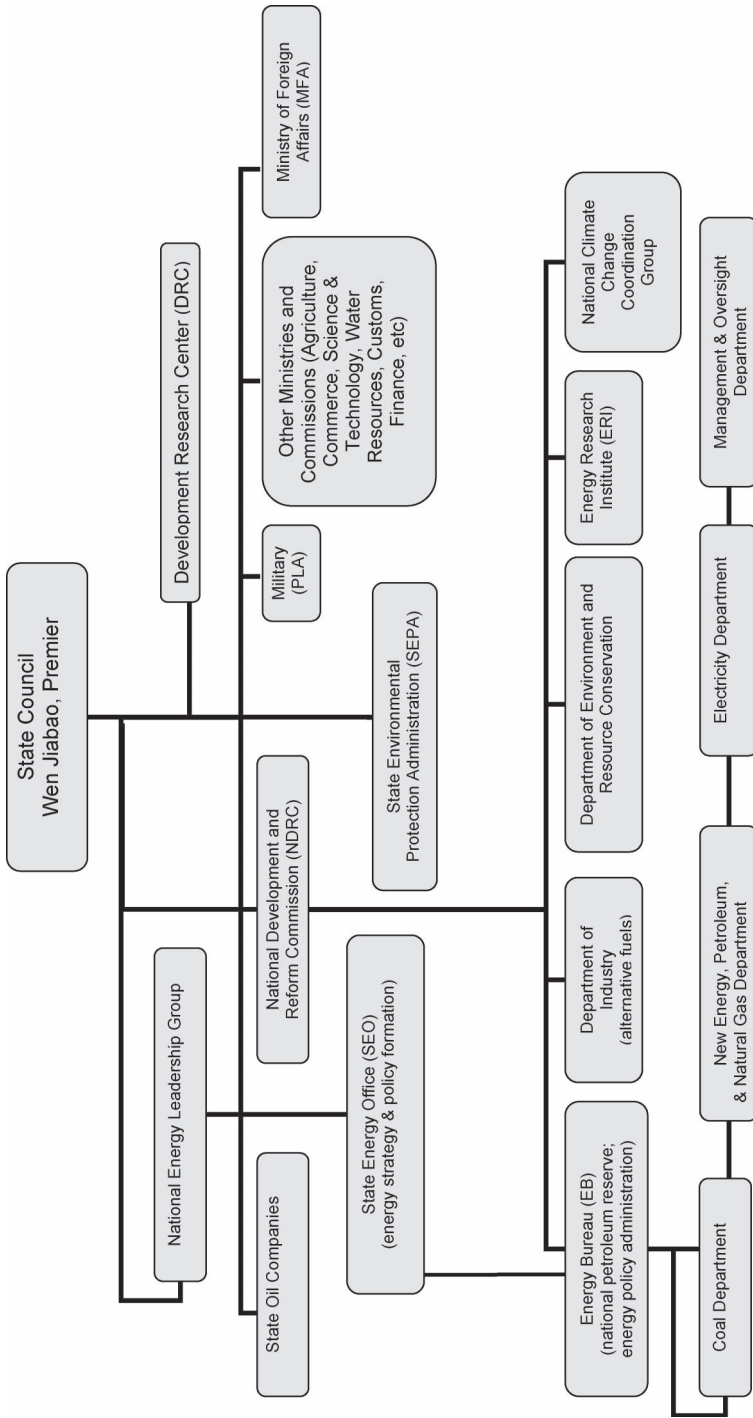 State Council
Wen Jiabao, Premier
Development Research Center (DRC)
National Energy Leadership Group
State Oil Companies
National Development and
Reform Commission (NDRC)
Military
(PLA)
Other Ministries and
Commissions (Agriculture,
Commerce, Science &
Technology, Water
Resources, Customs,
Finance, etc)
Ministry of Foreign
Affairs (MFA)
State Energy Office (SEO)
(energy strategy & policy formation)
State Environmental
Protection Administration (SEPA)
Energy Bureau (EB)
(national petroleum reserve;
energy policy administration)
Department of
Industry
(alternative fuels)
Department of Environment and
Resource Conservation
Energy Research
Institute (ERI)
National Climate
Change
Coordination
Group
Coal Department
New Energy, Petroleum,
& Natural Gas Department
Electricity Department
Management & Oversight
Department